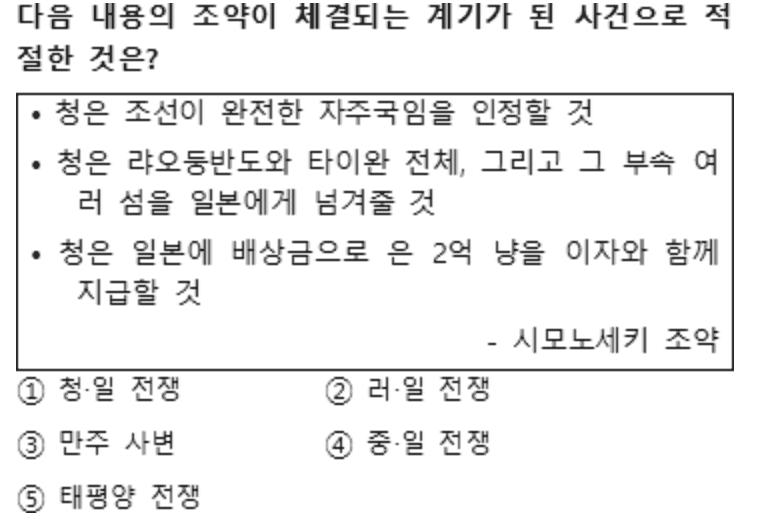 다음 내용의 조약이 체결되는 계기가 된 사건으로 적
절한 것은?
• 청은 조선이 완전한 자주국임을 인정할 것
• 청은 랴오둥반도와 타이완 전체, 그리고 그 부속 여
러 섬을 일본에게 넘겨줄 것
• 청은 일본에 배상금으로 은 2억 냥을 이자와 함께
지급할 것
- 시모노세키 조약
① 청·일 전쟁 ② 러·일 전쟁
③ 만주 사변 ④ 중·일 전쟁
⑤ 태평양 전쟁